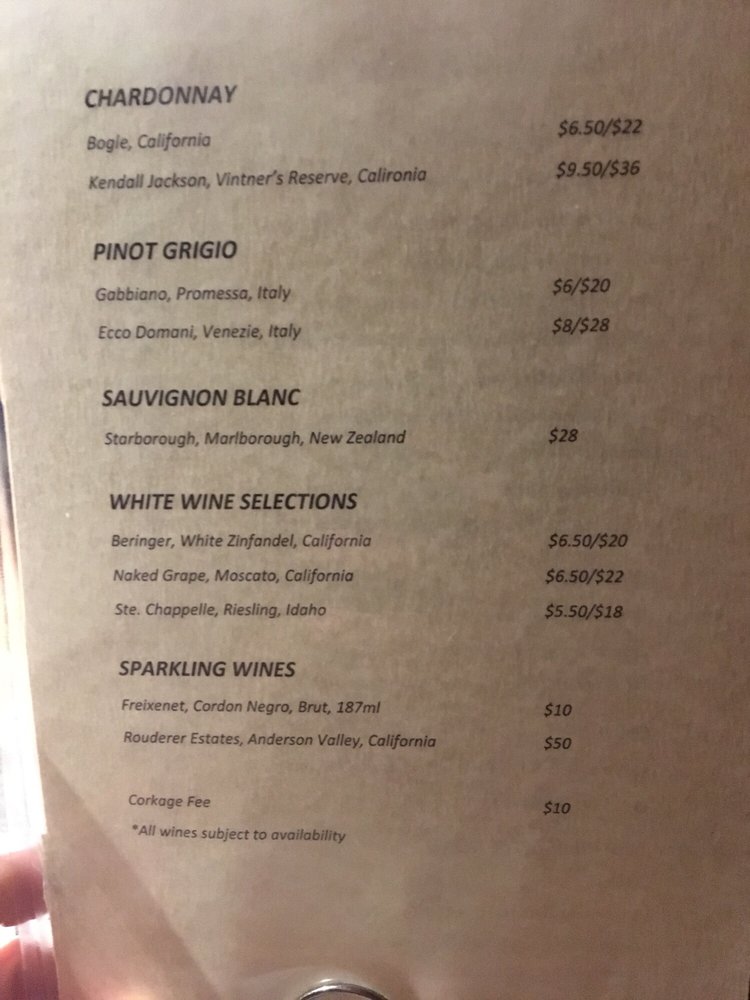 CHARDONNAY
Bogle, California $6.50/$22
Kendall Jackson, Vintner's Reserve, Calironia $9.50/$36
PINOT GRIGIO
Gabbiano, Promessa, Italy $6/$20
Ecco Domani, Venezie, Italy $8/$28
SAUVIGNON BLANC
Starborough, Marlborough, New Zealand $28
WHITE WINE SELECTIONS
Beringer, White Zinfandel, California $6.50/$20
Naked Grape, Moscato, California $6.50/$22
Ste. Chappelle, Riesling, Idaho $5.50/$18
SPARKLING WINES
Freixenet, Cordon Negro, Brut, 187ml $10
Rouderer Estates, Anderson Valley, California $50
Corkage Fee $10
*All wines subject to availability